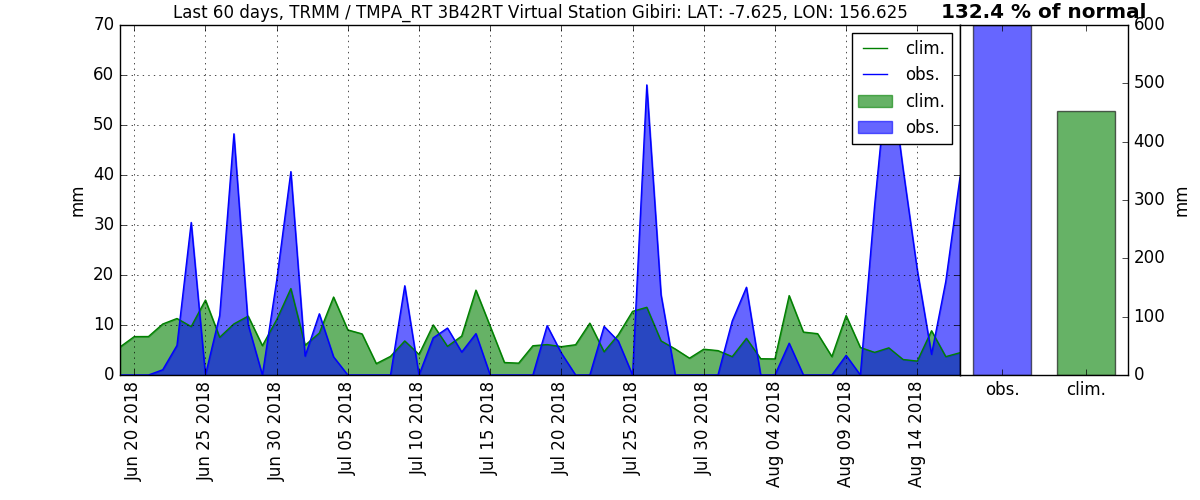 Last 60 days, TRMM / TMPA_RT 3B42RT Virtual Station Gibiri: LAT: -7.625, LON: 156.625
132.4 % of normal
70
60
50
40
30
20
10
0
mm
clim.
obs.
clim.
obs.
600
500
400
300
200
100
0
mm
Jun 20 2018
Jun 25 2018
Jun 30 2018
Jul 05 2018
Jul 10 2018
Jul 15 2018
Jul 20 2018
Jul 25 2018
Jul 30 2018
Aug 04 2018
Aug 09 2018
Aug 14 2018
obs.
clim.